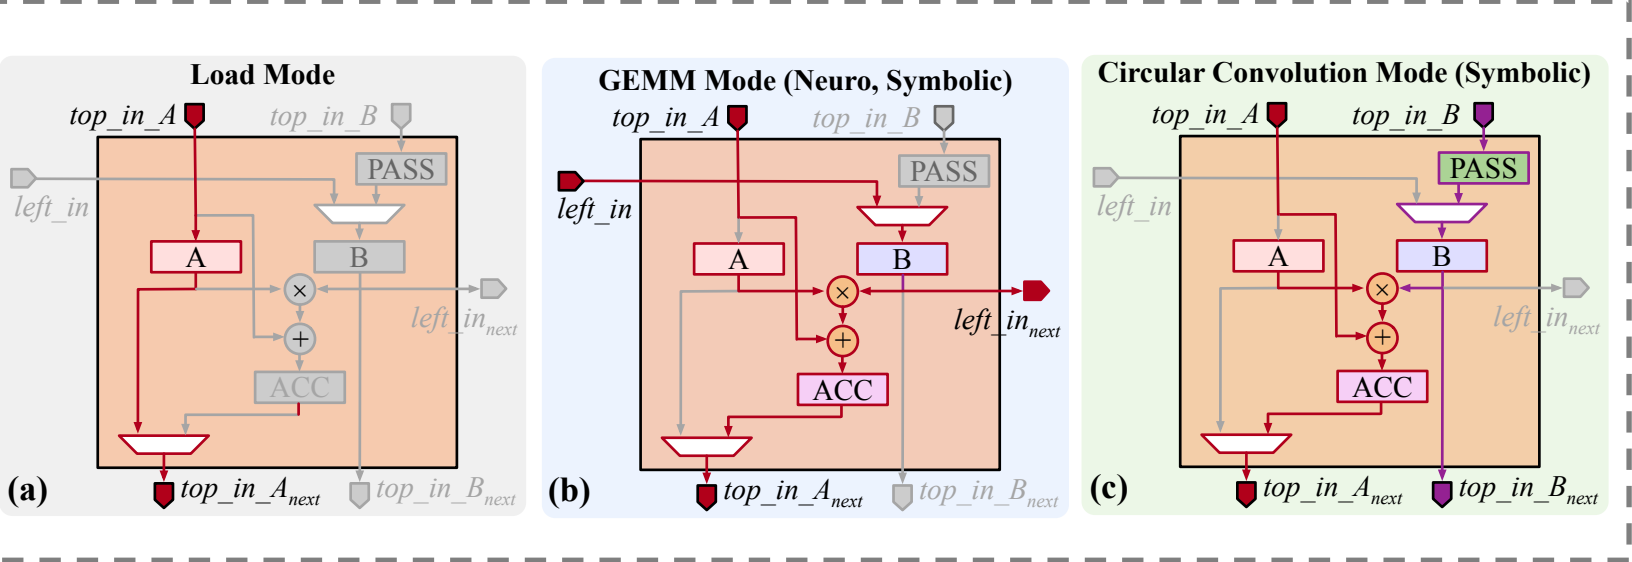 Load Mode
top_in_A
top_in_B
PASS
left_in
A
B
×
left_in_next
+
ACC
(a)
top_in_A_next
top_in_B_next
GEMM Mode (Neuro, Symbolic)
top_in_A
top_in_B
PASS
left_in
A
B
×
left_in_next
+
ACC
(b)
top_in_A_next
top_in_B_next
Circular Convolution Mode (Symbolic)
top_in_A
top_in_B
PASS
left_in
A
B
×
left_in_next
+
ACC
(c)
top_in_A_next
top_in_B_next